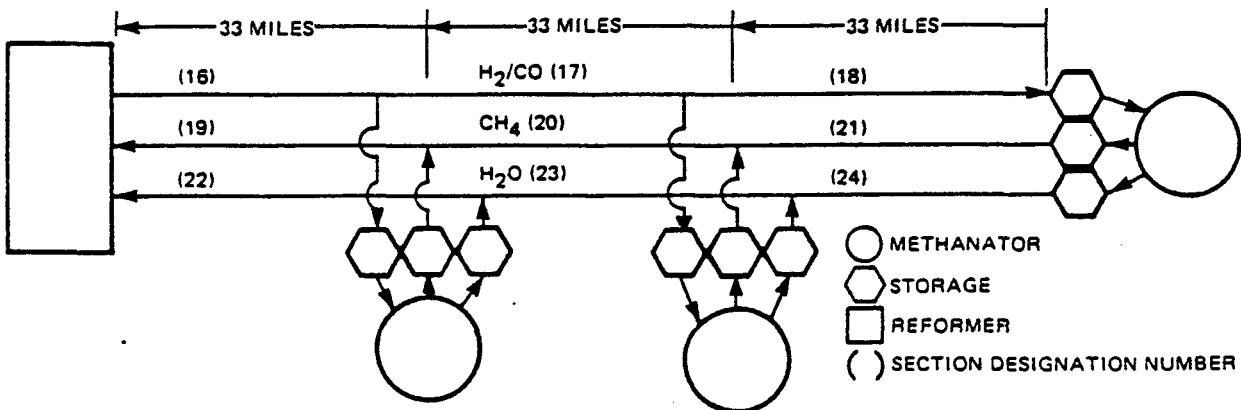 33 MILES 33 MILES 33 MILES
(16) H2/CO (17) (18)
(19) CH4 (20) (21)
(22) H2O (23) (24)
METHANATOR
STORAGE
REFORMER
( ) SECTION DESIGNATION NUMBER